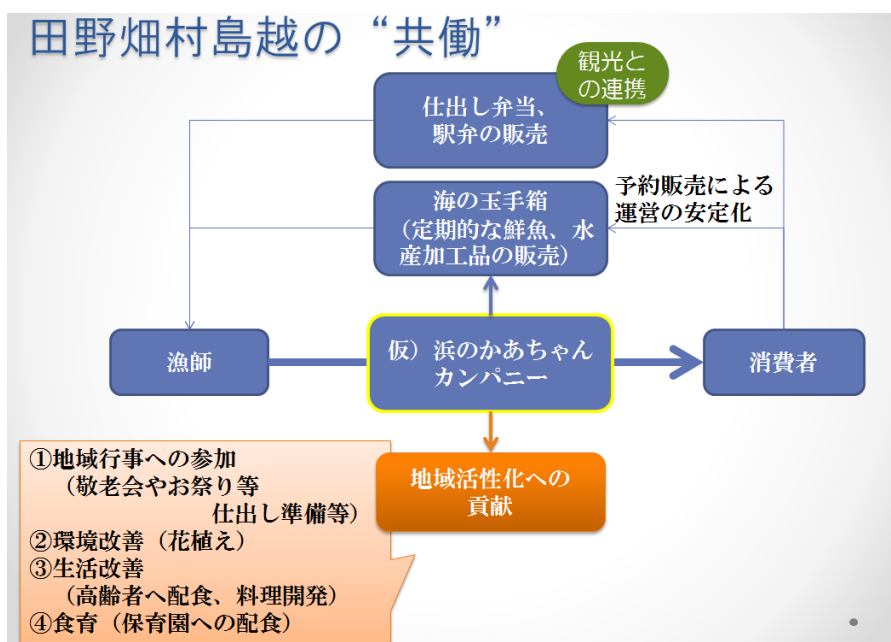 田野畑村島越の“共働”
観光と
の連携
仕出し弁当、
駅弁の販売
予約販売による
運営の安定化
海の玉手箱
（定期的な鮮魚、水
産加工品の販売）
漁師
仮）浜のかあちゃん
カンパニー
消費者
地域活性化への
貢献
①地域行事への参加
（敬老会やお祭り等
仕出し準備等）
②環境改善（花植え）
③生活改善
（高齢者へ配食、料理開発）
④食育（保育園への配食）